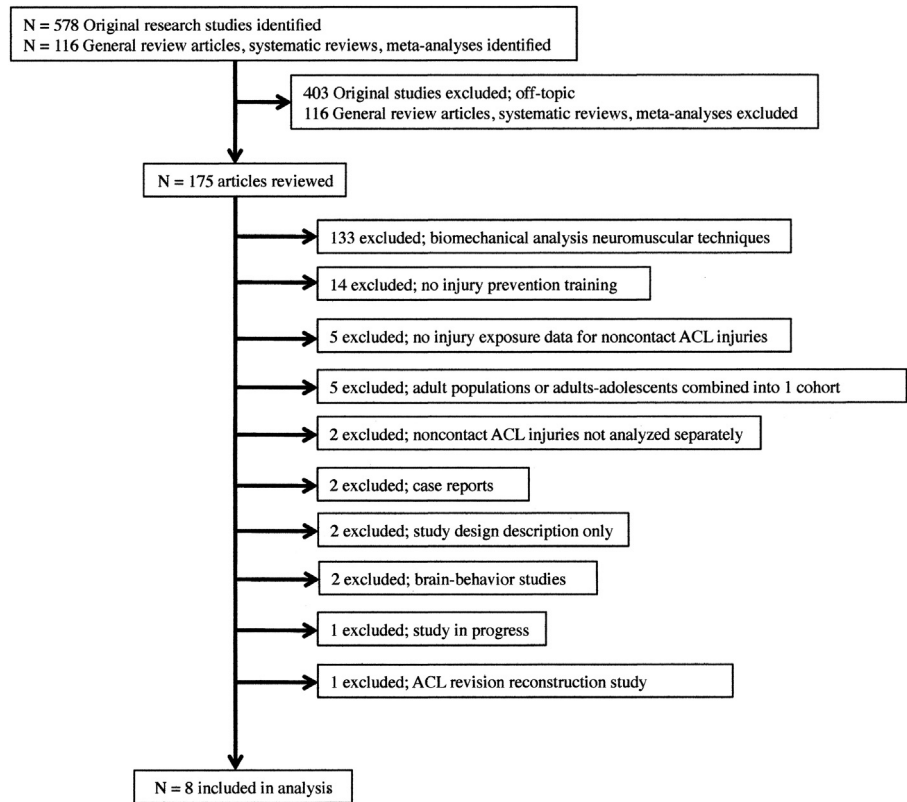 N = 578 Original research studies identified
N = 116 General review articles, systematic reviews, meta-analyses identified
403 Original studies excluded; off-topic
116 General review articles, systematic reviews, meta-analyses excluded
N = 175 articles reviewed
133 excluded; biomechanical analysis neuromuscular techniques
14 excluded; no injury prevention training
5 excluded; no injury exposure data for noncontact ACL injuries
5 excluded; adult populations or adults-adolescents combined into 1 cohort
2 excluded; noncontact ACL injuries not analyzed separately
2 excluded; case reports
2 excluded; study design description only
2 excluded; brain-behavior studies
1 excluded; study in progress
1 excluded; ACL revision reconstruction study
N = 8 included in analysis